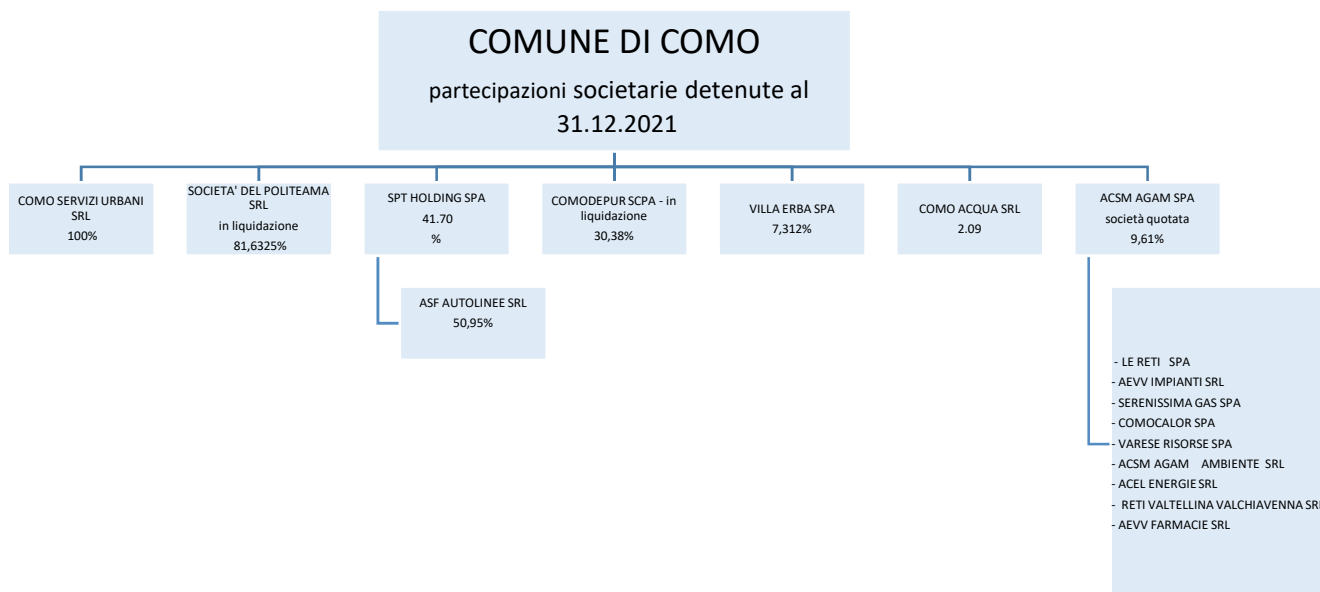 COMUNE DI COMO
partecipazioni societarie detenute al
31.12.2021
COMO SERVIZI URBANI
SRL
100%
SOCIETA' DEL POLITEAMA
SRL
in liquidazione
81,6325%
SPT HOLDING SPA
41.70
%
COMODEPUR SCPA - in
liquidazione
30,38%
VILLA ERBA SPA
7,312%
COMO ACQUA SRL
2.09
ACSM AGAM SPA
società quotata
9,61%
ASF AUTOLINEE SRL
50,95%
- LE RETI SPA
- AEVV IMPIANTI SRL
- SERENISSIMA GAS SPA
- COMOCALOR SPA
- VARESE RISORSE SPA
- ACSM AGAM AMBIENTE SRL
- ACEL ENERGIE SRL
- RETI VALTELLINA VALCHIAVENNA SRL
- AEVV FARMACIE SRL